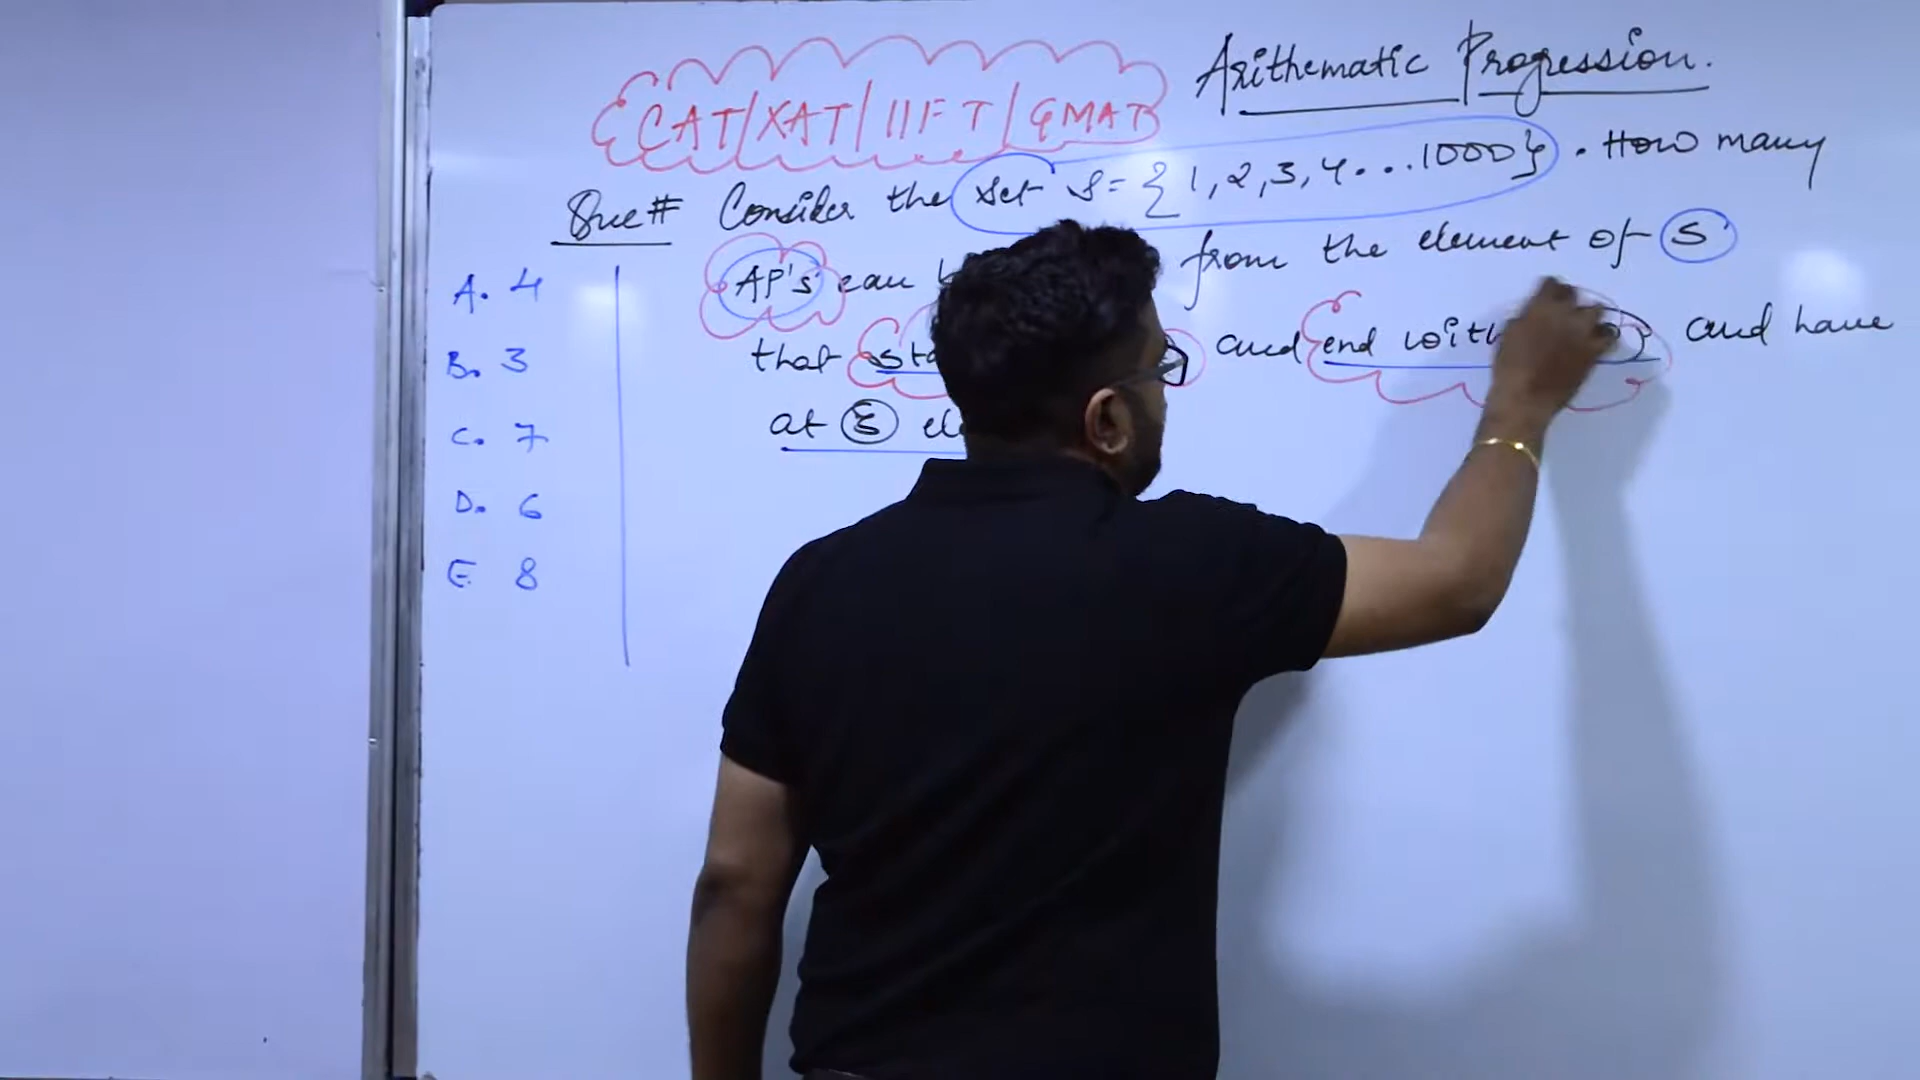 Arithematic Progression.
CAT/XAT/IIFT/GMAT
Que# Consider the set S = {1, 2, 3, 4...1000}. How many
AP's can from the element of S
that and end with and have
at 3
A. 4
B. 3
C. 7
D. 6
E. 8